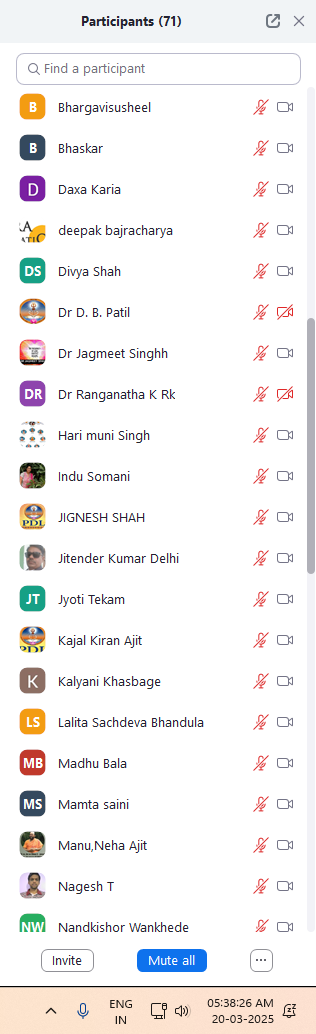 Participants (71)
Find a participant
B Bhargavisusheel
B Bhaskar
D Daxa Karia
deepak bajracharya
DS Divya Shah
Dr D. B. Patil
Dr Jagmeet Singhh
DR Dr Ranganatha K Rk
Hari muni Singh
Indu Somani
PDL JIGNESH SHAH
Jitender Kumar Delhi
JT Jyoti Tekam
PDL Kajal Kiran Ajit
K Kalyani Khasbage
LS Lalita Sachdeva Bhandula
MB Madhu Bala
MS Mamta saini
Manu,Neha Ajit
Nagesh T
NW Nandkishor Wankhede
Invite Mute all ...
ENG 05:38:26 AM
IN 20-03-2025